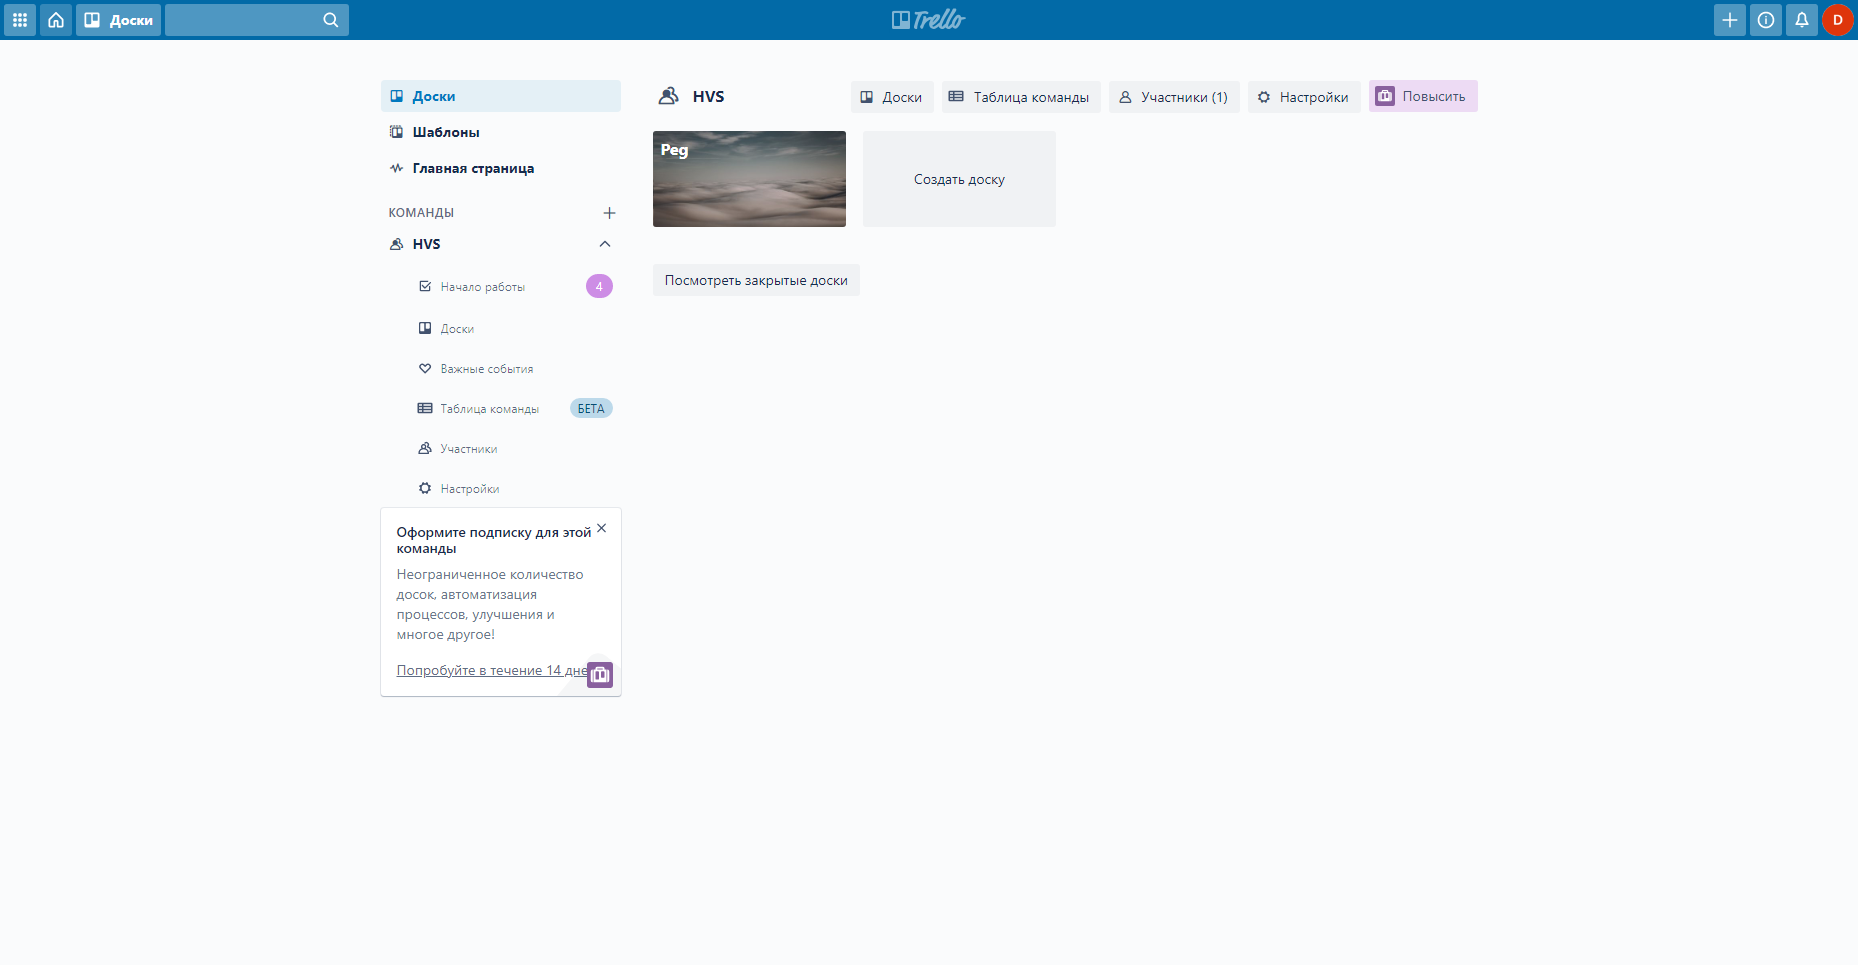 Доски
Trello
D
Доски
Шаблоны
Главная страница
КОМАНДЫ
HVS
Начало работы
4
Доски
Важные события
Таблица команды
БЕТА
Участники
Настройки
Оформите подписку для этой
команды
Неограниченное количество
досок, автоматизация
процессов, улучшения и
многое другое!
Попробуйте в течение 14 дне
HVS
Доски
Таблица команды
Участники (1)
Настройки
Повысить
Peg
Создать доску
Посмотреть закрытые доски